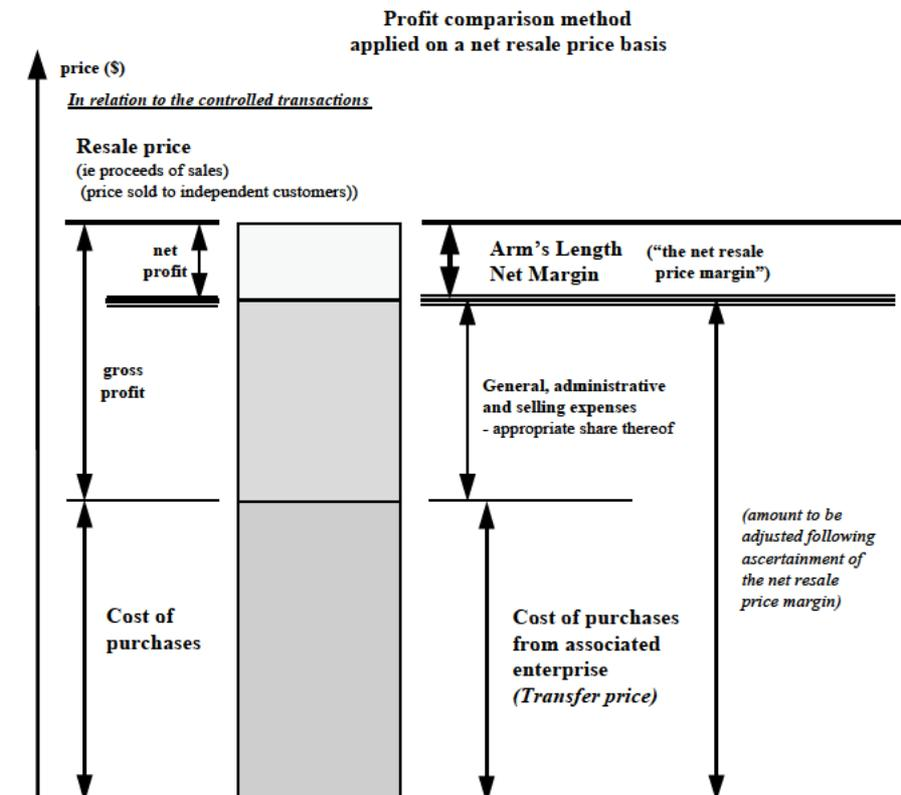 Profit comparison method
applied on a net resale price basis
price ($)
In relation to the controlled transactions
Resale price
(ie proceeds of sales)
(price sold to independent customers))
net
profit
Arm's Length
Net Margin
("the net resale
price margin")
gross
profit
General, administrative
and selling expenses
- appropriate share thereof
(amount to be
adjusted following
ascertainment of
the net resale
price margin)
Cost of
purchases
Cost of purchases
from associated
enterprise
(Transfer price)